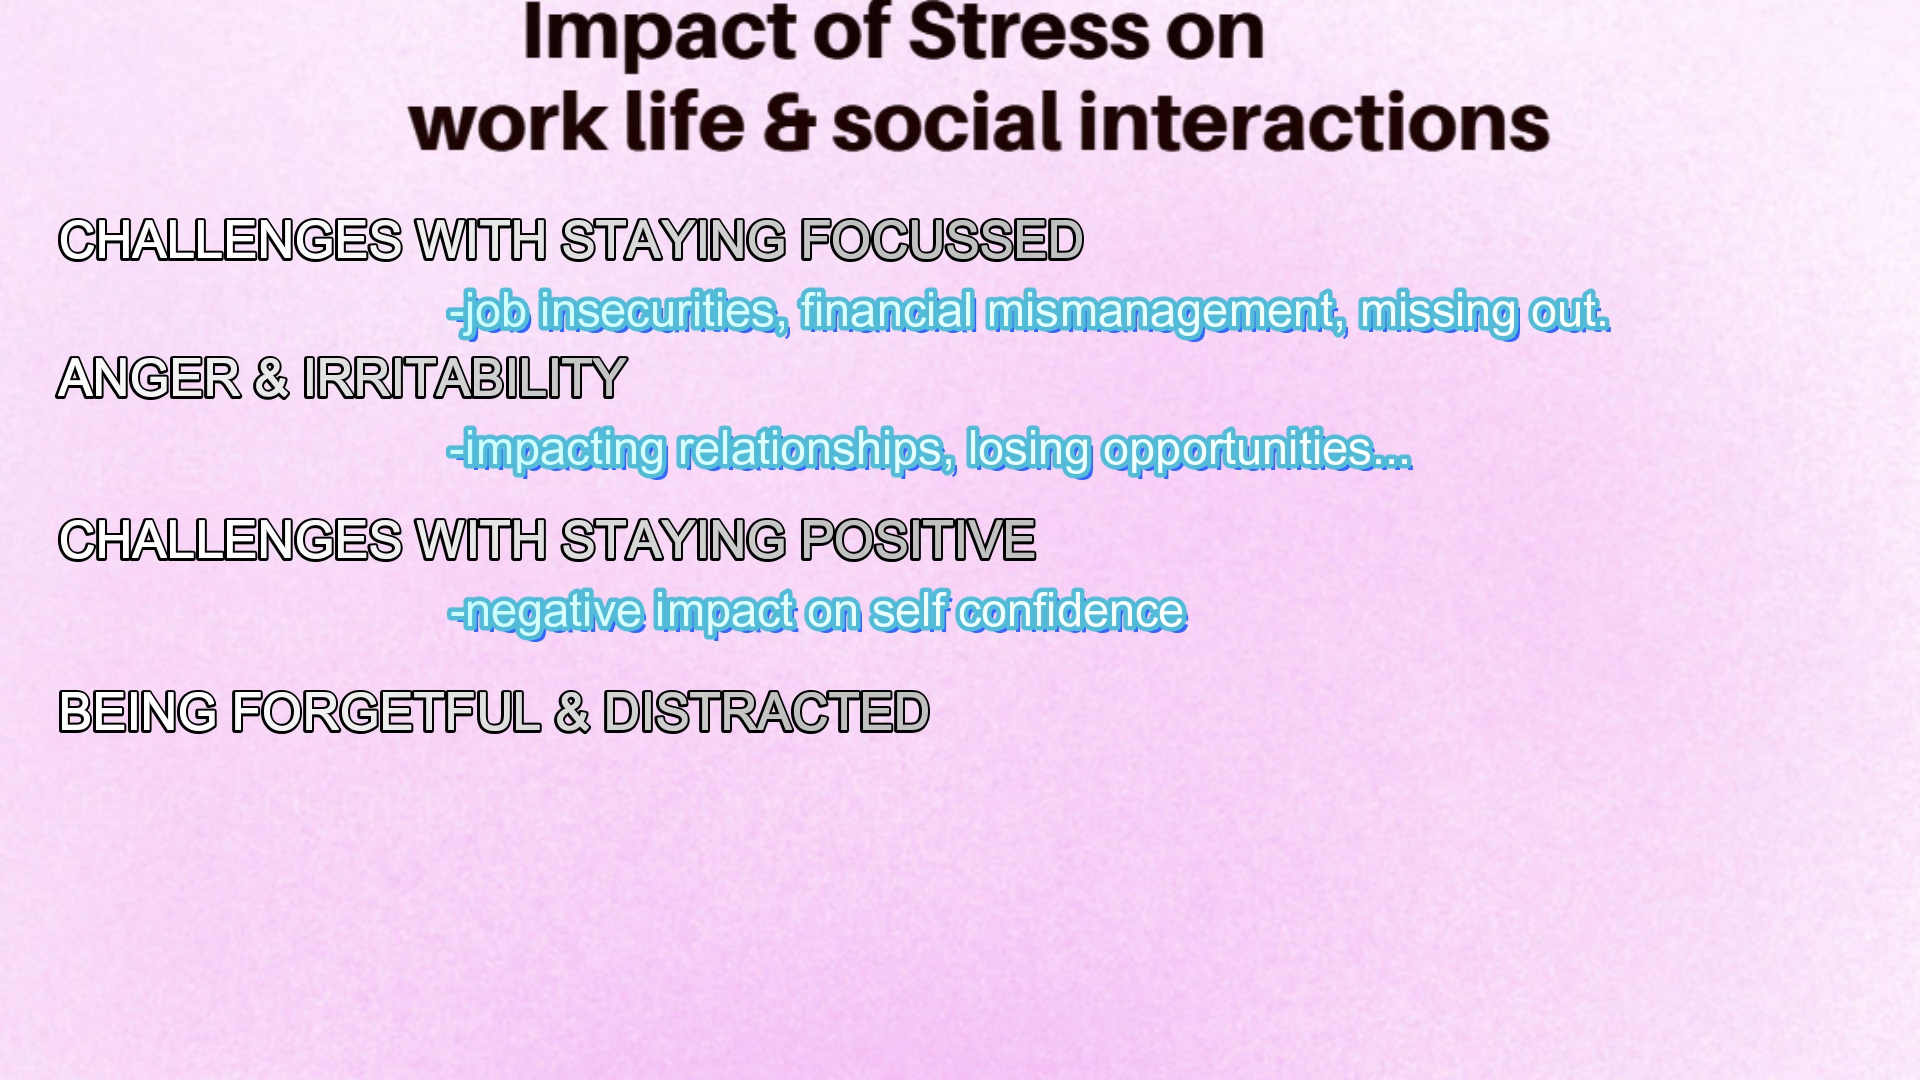 Impact of Stress on
work life & social interactions
CHALLENGES WITH STAYING FOCUSSED
-job insecurities, financial mismanagement, missing out.
ANGER & IRRITABILITY
-impacting relationships, losing opportunities...
CHALLENGES WITH STAYING POSITIVE
-negative impact on self confidence
BEING FORGETFUL & DISTRACTED